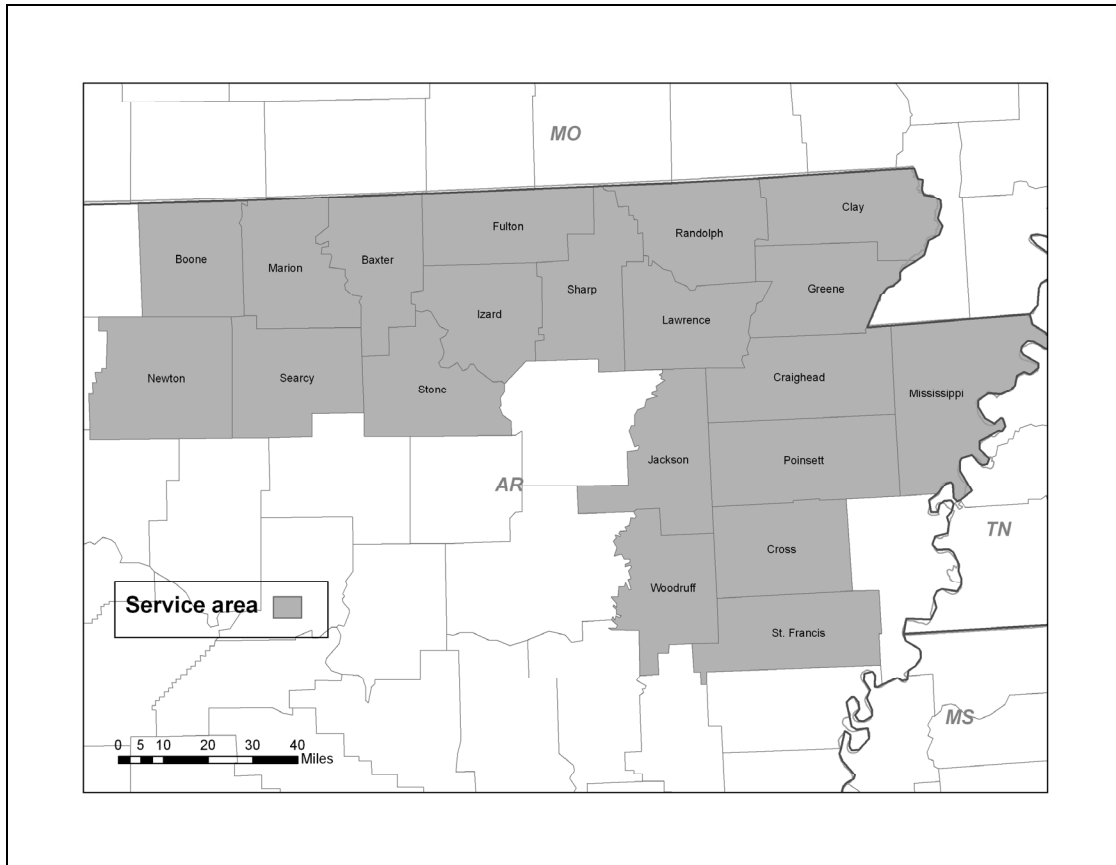 MO
Clay
Fulton
Randolph
Boone
Marion
Baxter
Sharp
Greene
Izard
Lawrence
Newton
Searcy
Stone
Craighead
Mississippi
Jackson
Poinsett
AR
TN
Cross
Woodruff
Service area
St. Francis
MS
0 5 10 20 30 40
Miles